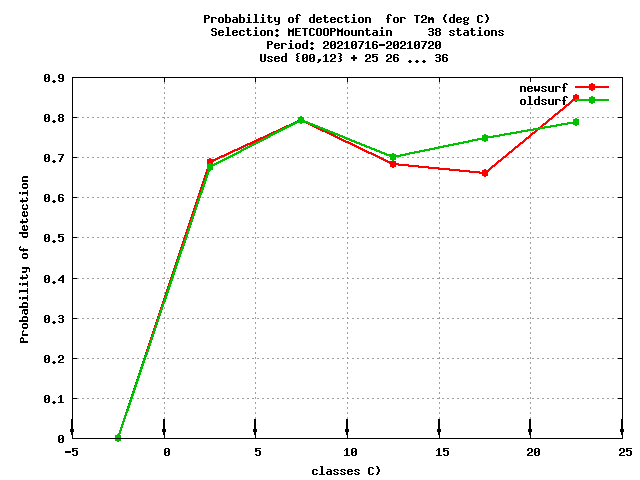 Probability of detection  for T2m (deg C)
Selection: METCOOPMountain     38 stations
Period: 20210716-20210720
Used {00,12} + 25 26 ... 36
newsurf
oldsurf
0.9
0.8
0.7
0.6
0.5
0.4
0.3
0.2
0.1
0
Probability of detection
-5 0 5 10 15 20 25
classes C)